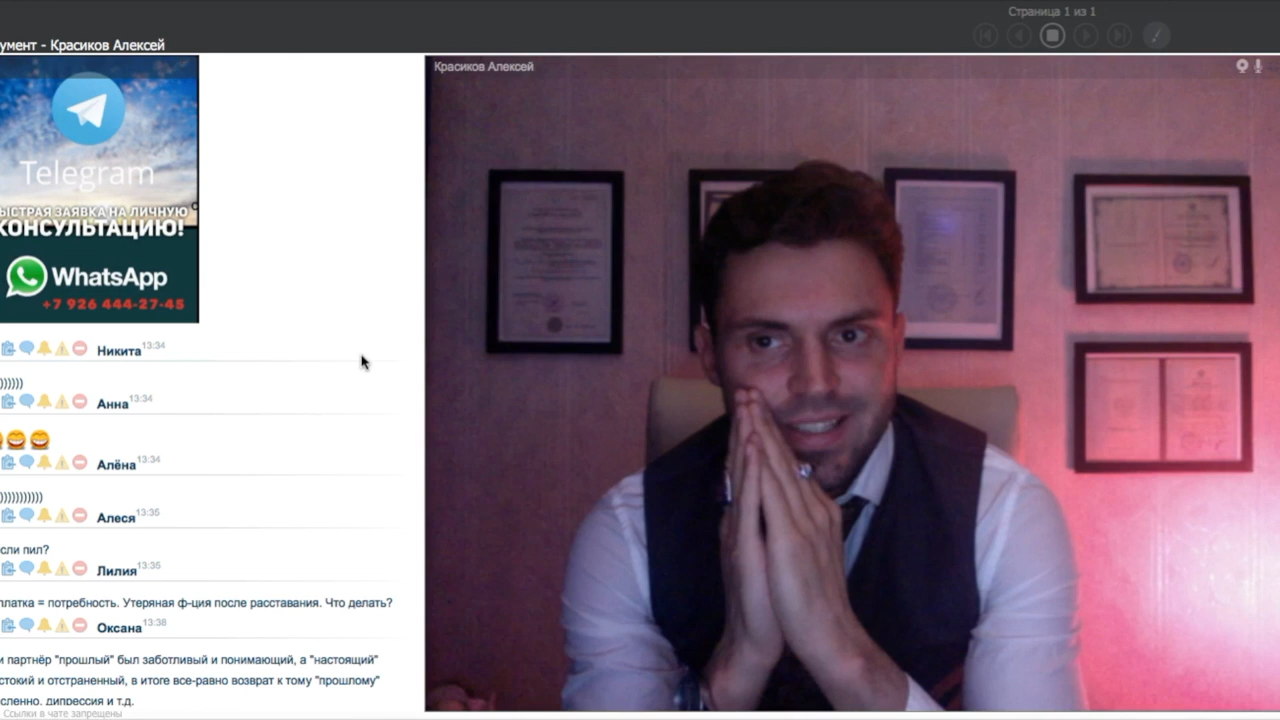 Страница 1 из 1
умент - Красиков Алексей
Красиков Алексей
Telegram
ЫСТРАЯ ЗАЯВКА НА ЛИЧНУЮ
КОНСУЛЬТАЦИЮ!
WhatsApp
+7 926 444-27-45
Никита 13:34
))))))
Анна 13:34
Алёна 13:34
)))))))))))
Алеся 13:35
сли пил?
Лилия 13:35
платка = потребность. Утеряная ф-ция после расставания. Что делать?
Оксана 13:38
и партнёр "прошлый" был заботливый и понимающий, а "настоящий"
стокий и отстраненный, в итоге все-равно возврат к тому "прошлому"
сленно. дипрессия и т.д.
Ссылки в чате запрещены